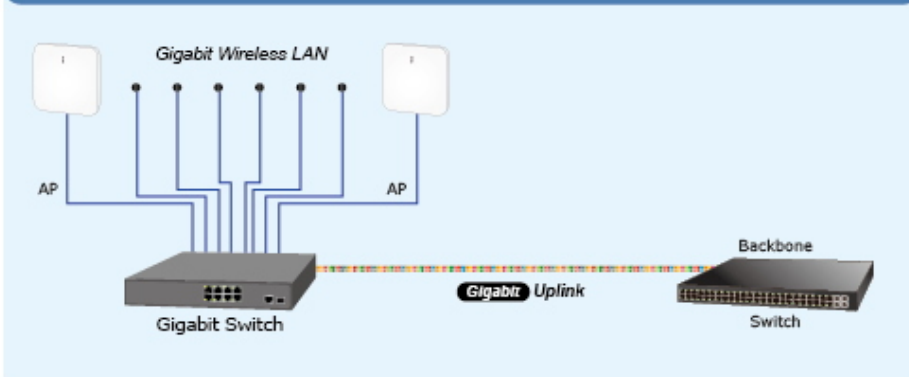 Gigabit Wireless LAN
AP
AP
Backbone
Gigabit Uplink
Switch
Gigabit Switch